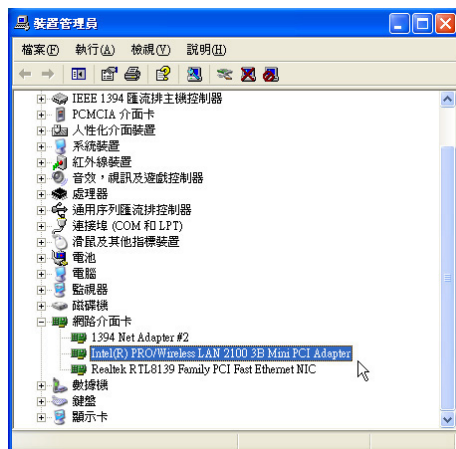 裝置管理員
檔案(F) 執行(A) 檢視(V) 說明(H)
IEEE 1394 匯流排主機控制器
PCMCIA 介面卡
人性化介面裝置
系統裝置
紅外線裝置
音效，視訊及遊戲控制器
處理器
通用序列匯流排控制器
連接埠 (COM 和 LPT)
滑鼠及其他指標裝置
電池
電腦
監視器
磁碟機
網路介面卡
1394 Net Adapter #2
Intel(R) PRO/Wireless LAN 2100 3B Mini PCI Adapter
Realtek RTL8139 Family PCI Fast Ethernet NIC
數據機
鍵盤
顯示卡